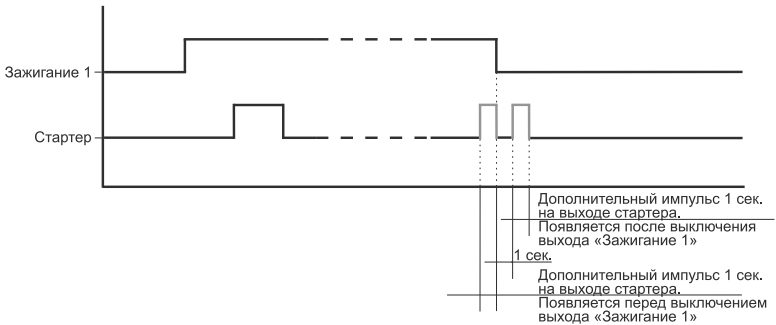 Зажигание 1
Стартер
Дополнительный импульс 1 сек.
на выходе стартера.
Появляется после выключения
выхода «Зажигание 1»
1 сек.
Дополнительный импульс 1 сек.
на выходе стартера.
Появляется перед выключением
выхода «Зажигание 1»